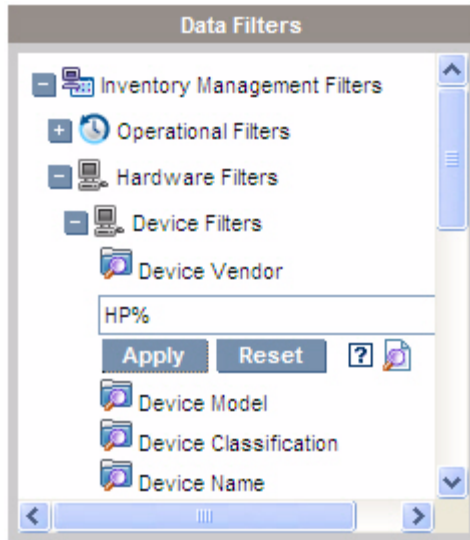 Data Filters
Inventory Management Filters
Operational Filters
Hardware Filters
Device Filters
Device Vendor
HP%
Apply Reset ?
Device Model
Device Classification
Device Name